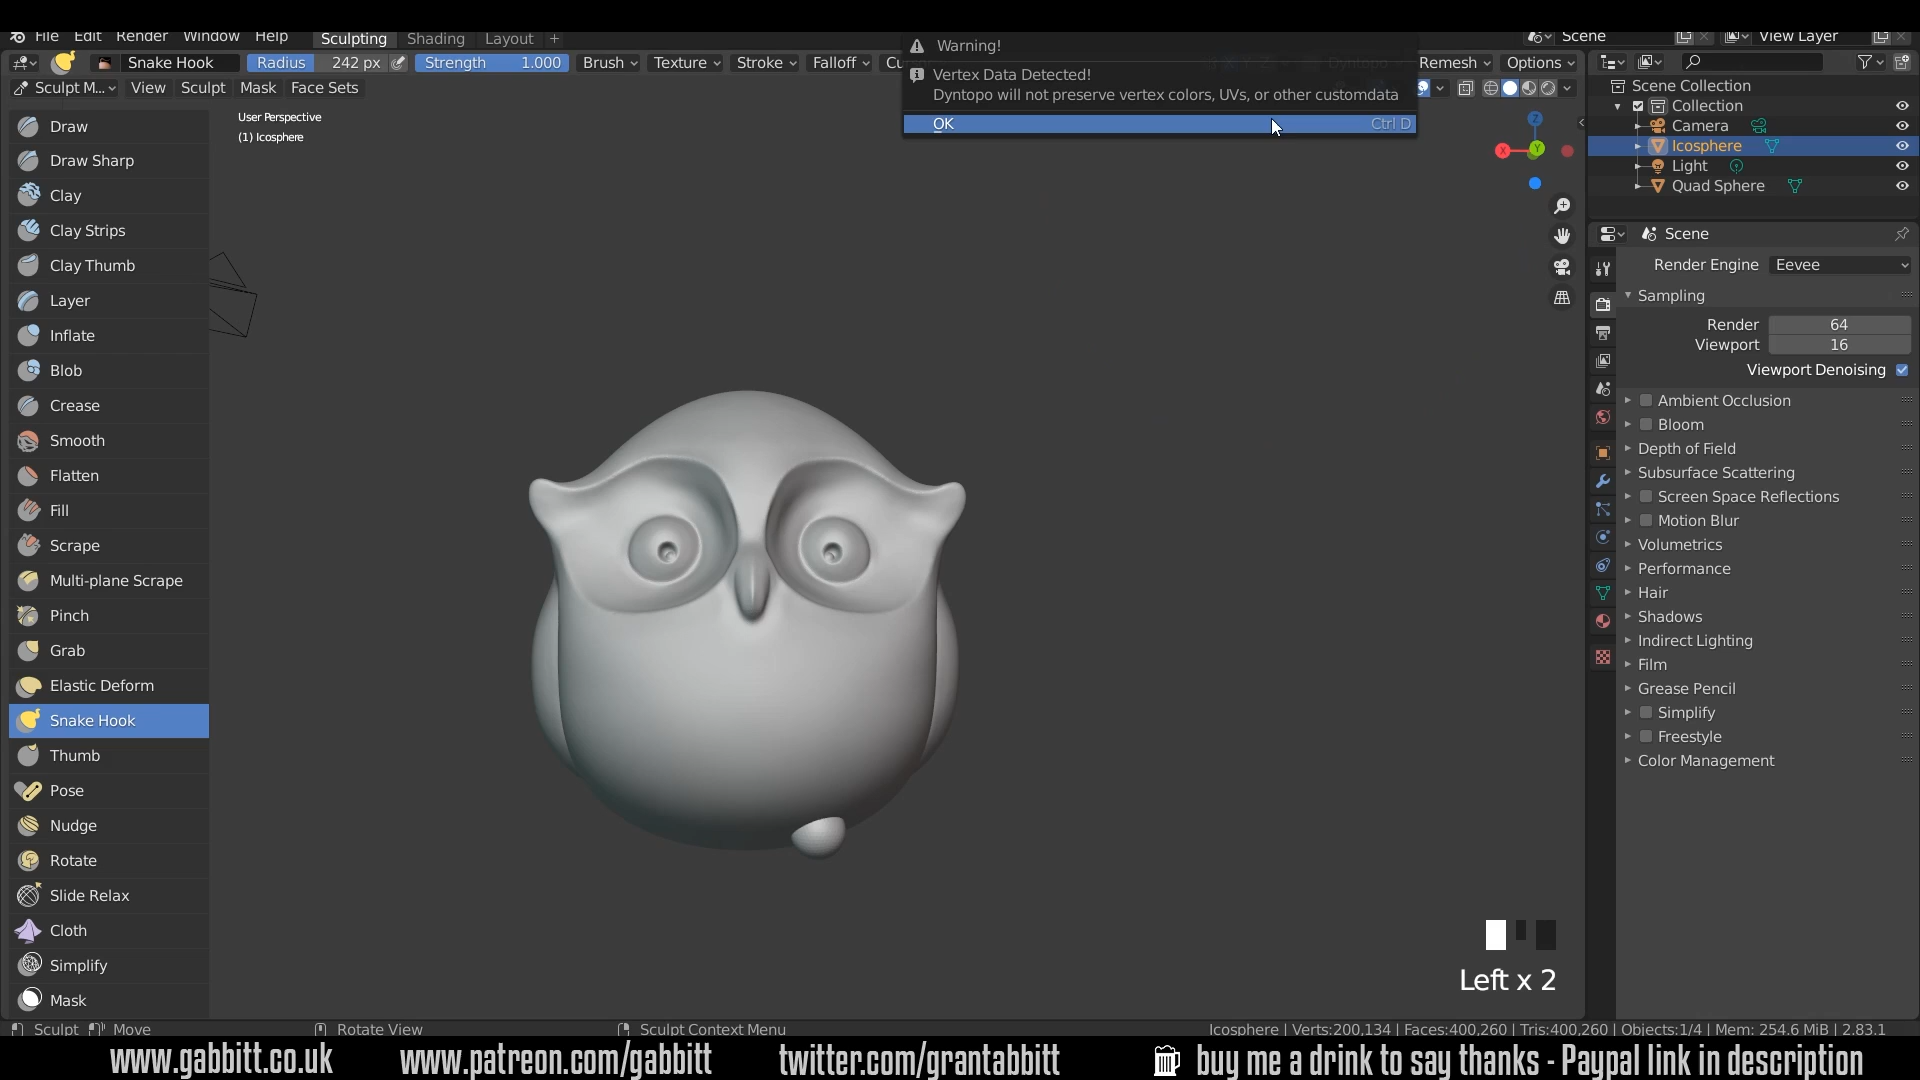 File Edit Render Window Help Sculpting Shading Layout + Scene View Layer
Snake Hook Radius 242 px Strength 1.000 Brush Texture Stroke Falloff Remesh Options
Sculpt M... View Sculpt Mask Face Sets
Warning!
Vertex Data Detected!
Dyntopo will not preserve vertex colors, UVs, or other customdata
OK Ctrl D
User Perspective
(1) Icosphere
Z
X
Y
Draw
Draw Sharp
Clay
Clay Strips
Clay Thumb
Layer
Inflate
Blob
Crease
Smooth
Flatten
Fill
Scrape
Multi-plane Scrape
Pinch
Grab
Elastic Deform
Snake Hook
Thumb
Pose
Nudge
Rotate
Slide Relax
Cloth
Simplify
Mask
Scene Collection
Collection
Camera
Icosphere
Light
Quad Sphere
Scene
Render Engine Eevee
Sampling
Render 64
Viewport 16
Viewport Denoising
Ambient Occlusion
Bloom
Depth of Field
Subsurface Scattering
Screen Space Reflections
Motion Blur
Volumetrics
Performance
Hair
Shadows
Indirect Lighting
Film
Grease Pencil
Simplify
Freestyle
Color Management
Left x 2
Sculpt Move Rotate View Sculpt Context Menu Icosphere | Verts:200,134 | Faces:400,260 | Tris:400,260 | Objects:1/4 | Mem: 254.6 MiB | 2.83.1
www.gabbitt.co.uk www.patreon.com/gabbitt twitter.com/grantabbitt buy me a drink to say thanks - Paypal link in description